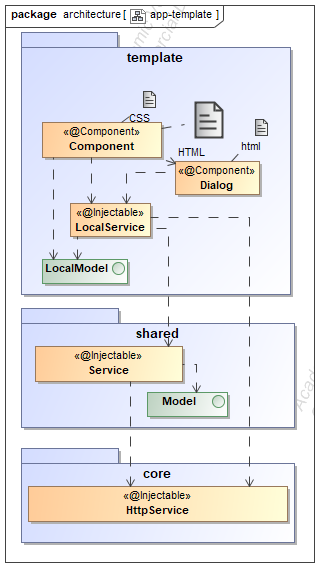 package architecture [ app-template ]
template
CSS
«@Component»
Component
HTML
html
«@Component»
Dialog
«@Injectable»
LocalService
LocalModel
shared
«@Injectable»
Service
Model
core
«@Injectable»
HttpService